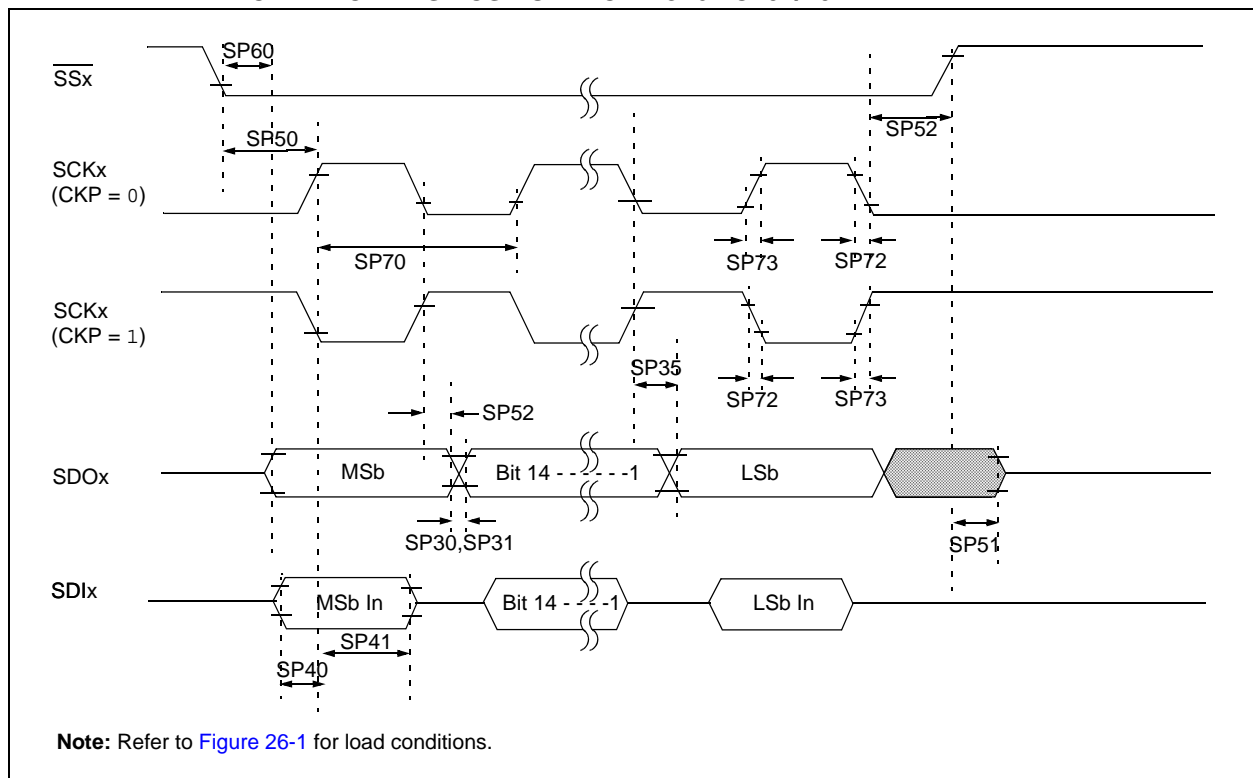 SP60
SSx
SP52
SP50
SCKx
(CKP = 0)
SP70
SP73
SP72
SCKx
(CKP = 1)
SP35
SP72
SP73
SP52
SDOx
MSb
Bit 14 - - - - - -1
LSb
SP30,SP31
SP51
SDIx
MSb In
Bit 14 - - - -1
LSb In
SP41
SP40
Note: Refer to Figure 26-1 for load conditions.